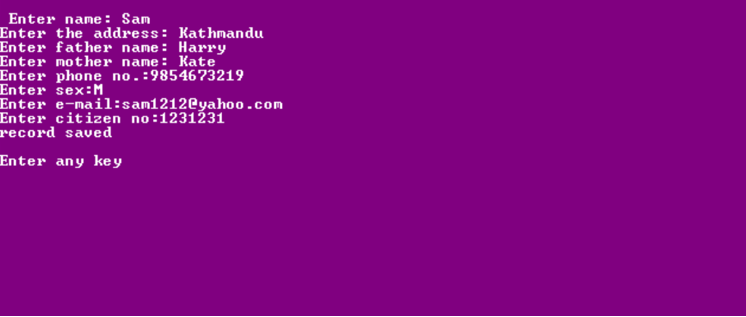 Enter name: Sam
Enter the address: Kathmandu
Enter father name: Harry
Enter mother name: Kate
Enter phone no.:9854673219
Enter sex:M
Enter e-mail:sam1212@yahoo.com
Enter citizen no:1231231
record saved
Enter any key